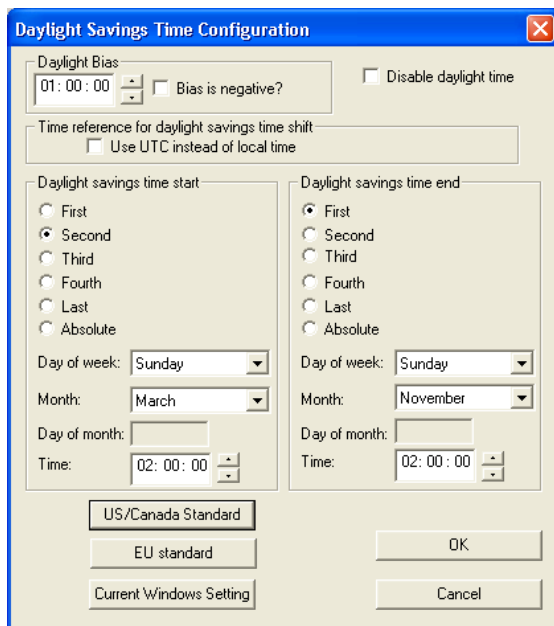 Daylight Savings Time Configuration
Daylight Bias
01: 00: 00
Bias is negative?
Disable daylight time
Time reference for daylight savings time shift
Use UTC instead of local time
Daylight savings time start
First
Second
Third
Fourth
Last
Absolute
Day of week: Sunday
Month: March
Day of month:
Time: 02: 00: 00
Daylight savings time end
First
Second
Third
Fourth
Last
Absolute
Day of week: Sunday
Month: November
Day of month:
Time: 02: 00: 00
US/Canada Standard
EU standard
Current Windows Setting
OK
Cancel